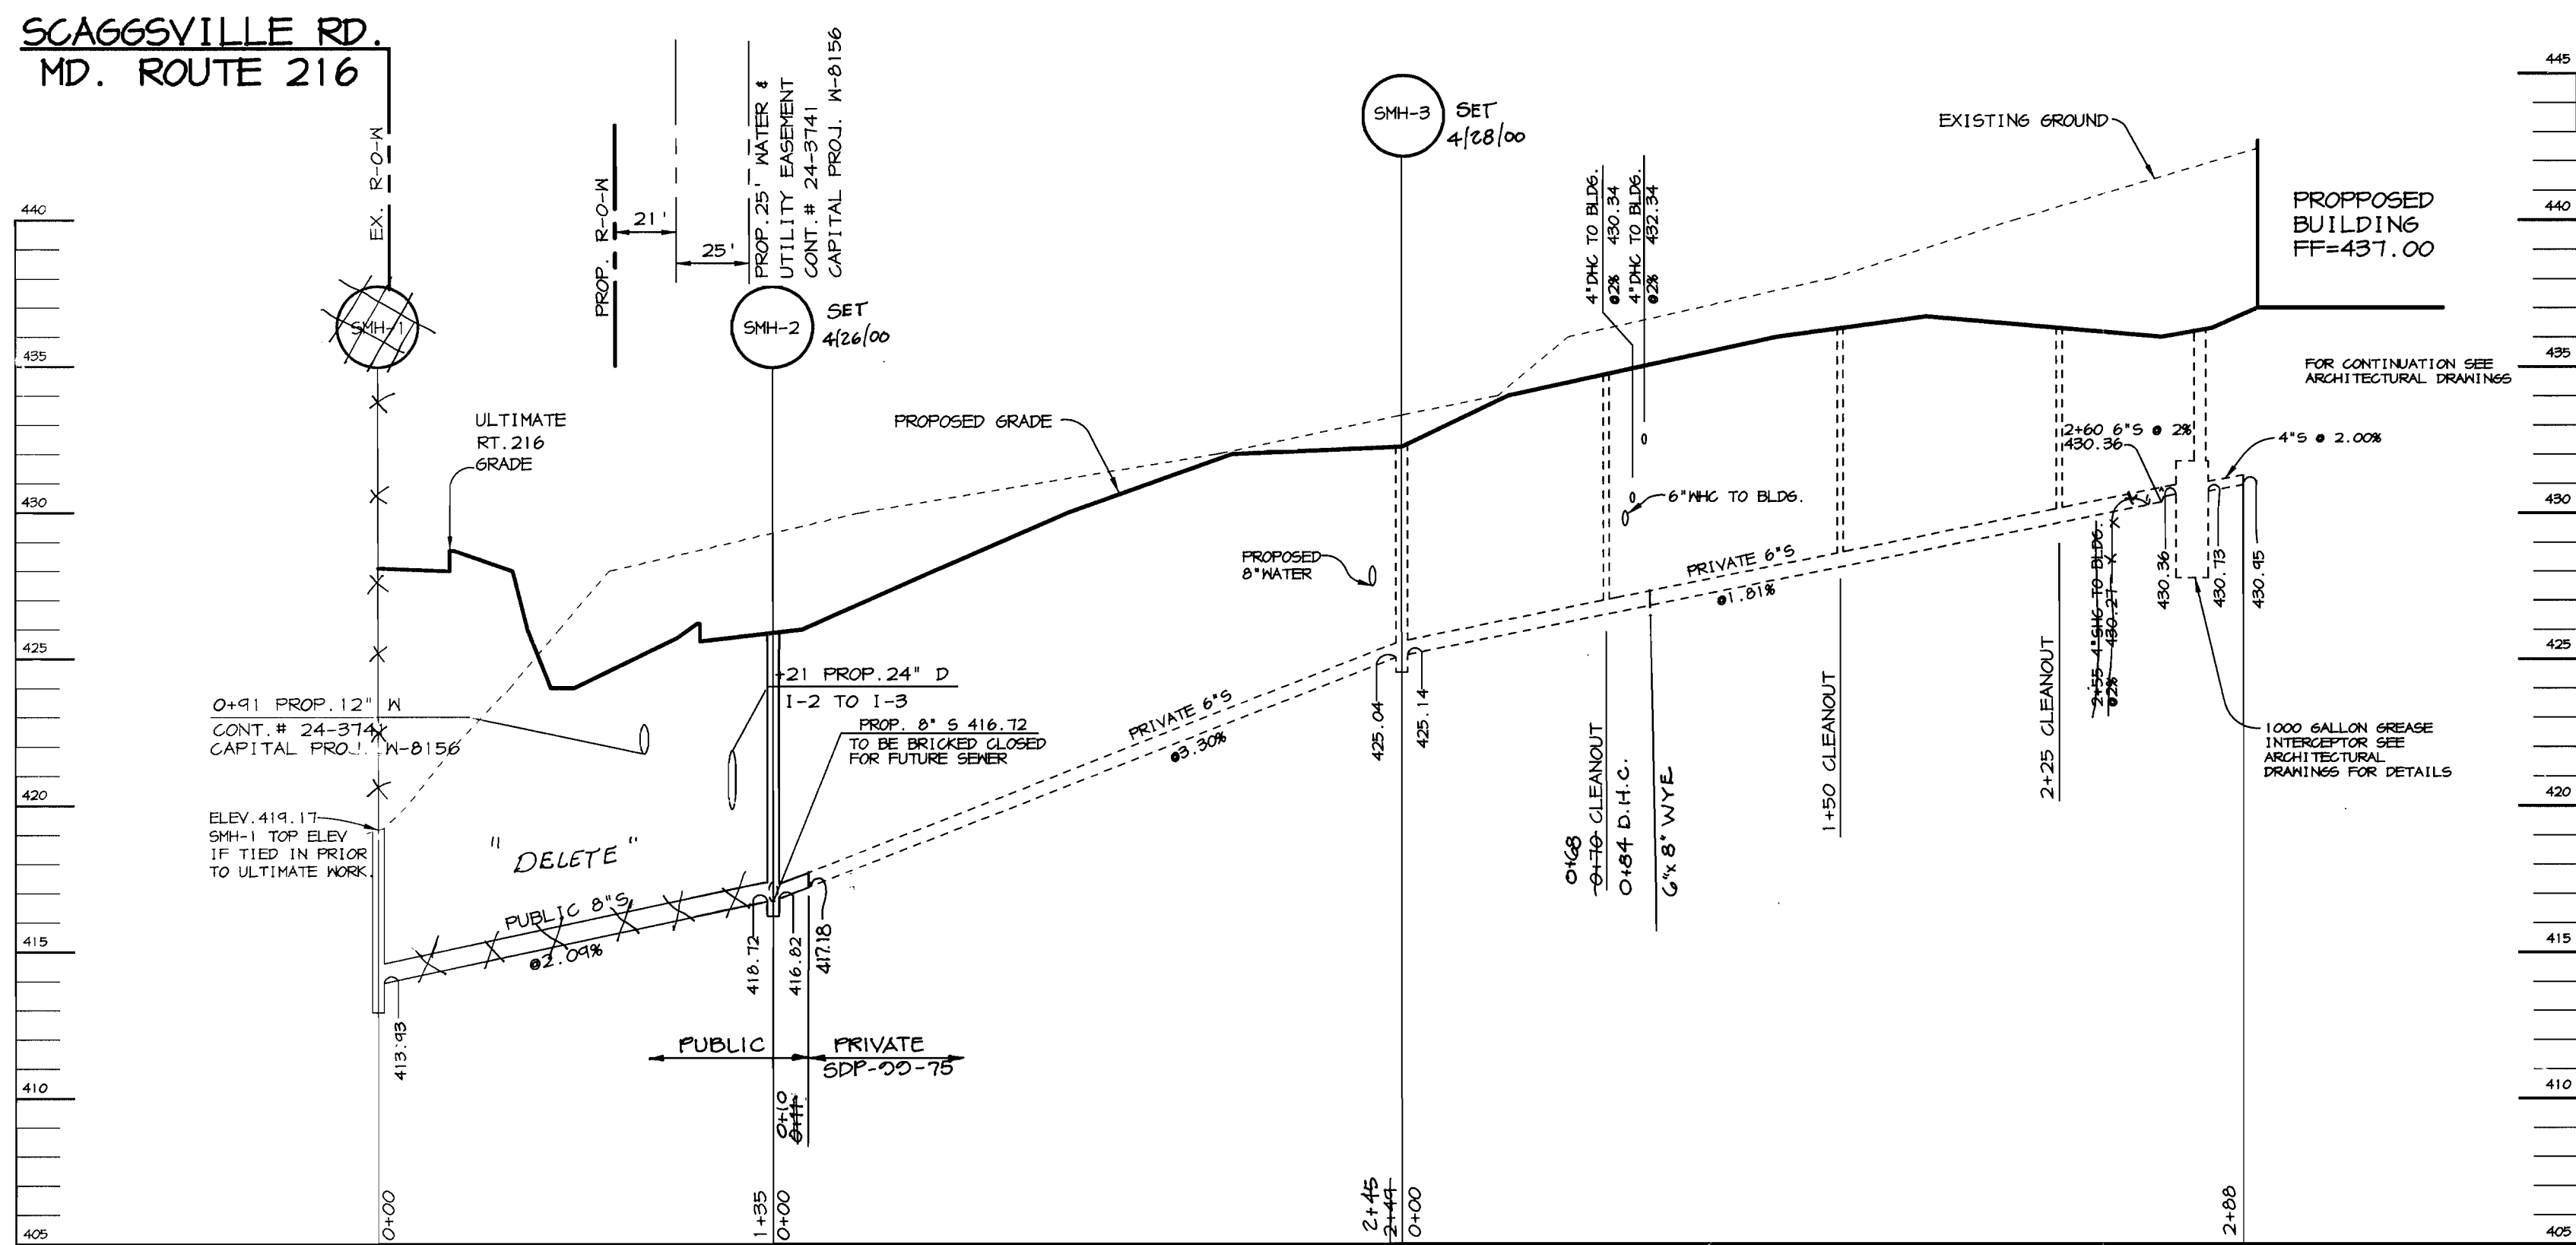 SCAGGSVILLE RD.
MD. ROUTE 216
EX. R-O-W
PROP. R-O-W
21'
25'
PROP. 25' WATER &
UTILITY EASEMENT
CONT.# 24-3741
CAPITAL PROJ. W-8156
SMH-1
SMH-2
SET
4/26/00
SMH-3
SET
4/28/00
4"DHC TO BLDG.
@2% 430.34
4"DHC TO BLDG.
@2% 432.34
EXISTING GROUND
PROPPOSED
BUILDING
FF=437.00
FOR CONTINUATION SEE
ARCHITECTURAL DRAWINGS
445
440
435
430
425
420
415
410
405
440
435
430
425
420
415
410
405
ULTIMATE
RT.216
GRADE
PROPOSED GRADE
0+91 PROP.12" W
CONT.# 24-3741
CAPITAL PROJ. W-8156
+21 PROP.24" D
I-2 TO I-3
PROP. 8" S 416.72
TO BE BRICKED CLOSED
FOR FUTURE SEWER
ELEV.419.17
SMH-1 TOP ELEV
IF TIED IN PRIOR
TO ULTIMATE WORK.
"DELETE"
PUBLIC 8"S
@2.09%
413.93
418.72
416.82
417.18
PUBLIC
PRIVATE
SDP-99-75
0+10
0+11
PRIVATE 6"S
@3.30%
PROPOSED
8"WATER
425.04
425.14
6"WHC TO BLDG.
PRIVATE 6"S
@1.81%
0+68
0+70 CLEANOUT
0+84 D.H.C.
6"x 8" WYE
1+50 CLEANOUT
2+25 CLEANOUT
2+60 6"S @ 2%
430.36
4"S @ 2.00%
2+55 4"SHC TO BLDG.
@2% 430.27
430.36
430.73
430.95
1000 GALLON GREASE
INTERCEPTOR SEE
ARCHITECTURAL
DRAWINGS FOR DETAILS
0+00
1+35
0+00
2+45
2+49
0+00
2+88